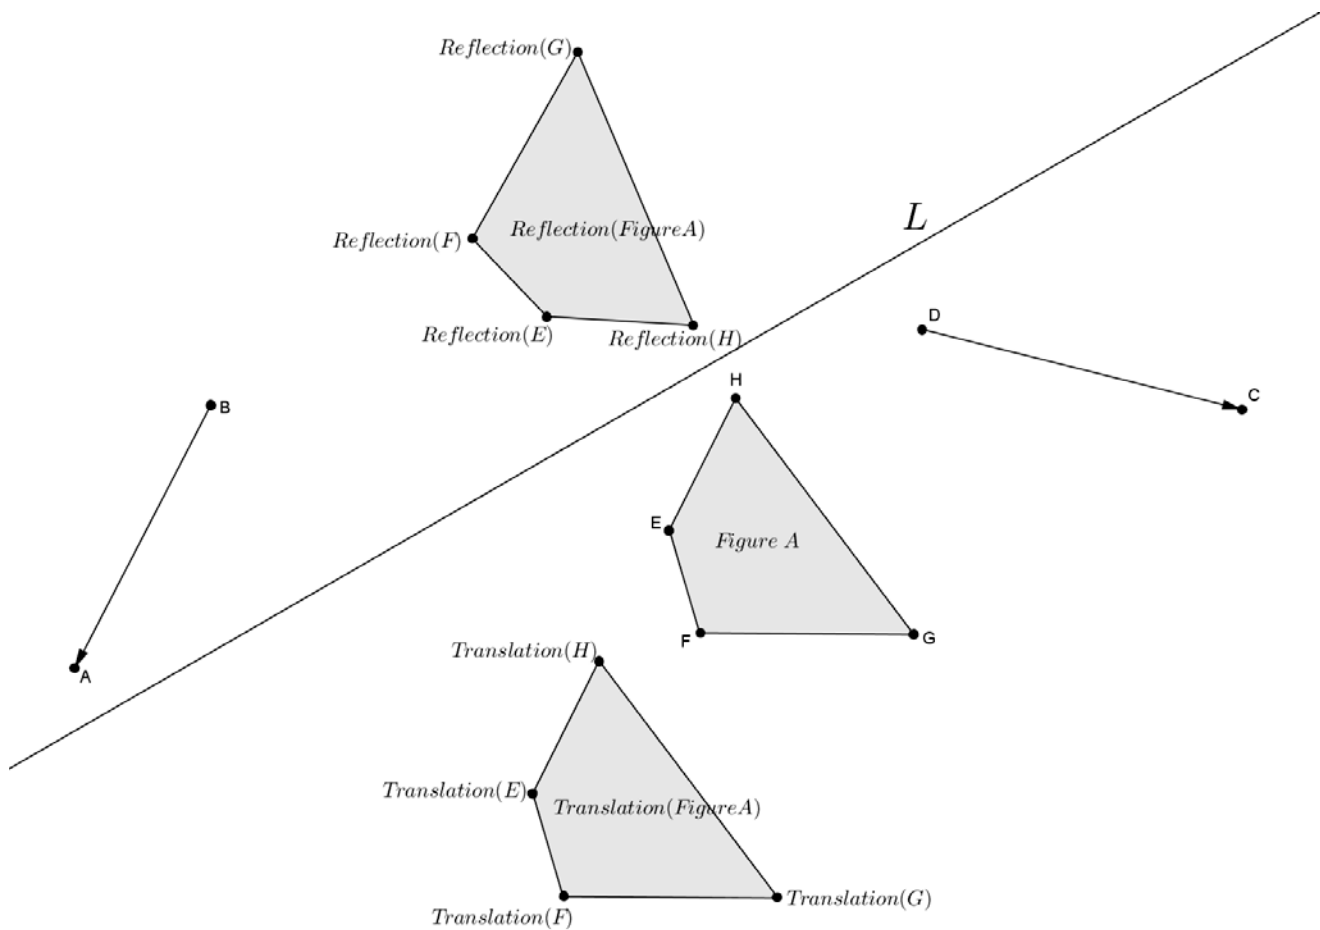 Reflection(G)
L
Reflection(F)
Reflection(FigureA)
D
Reflection(E)
Reflection(H)
H
C
B
E
Figure A
F
G
Translation(H)
A
Translation(E)
Translation(FigureA)
Translation(G)
Translation(F)